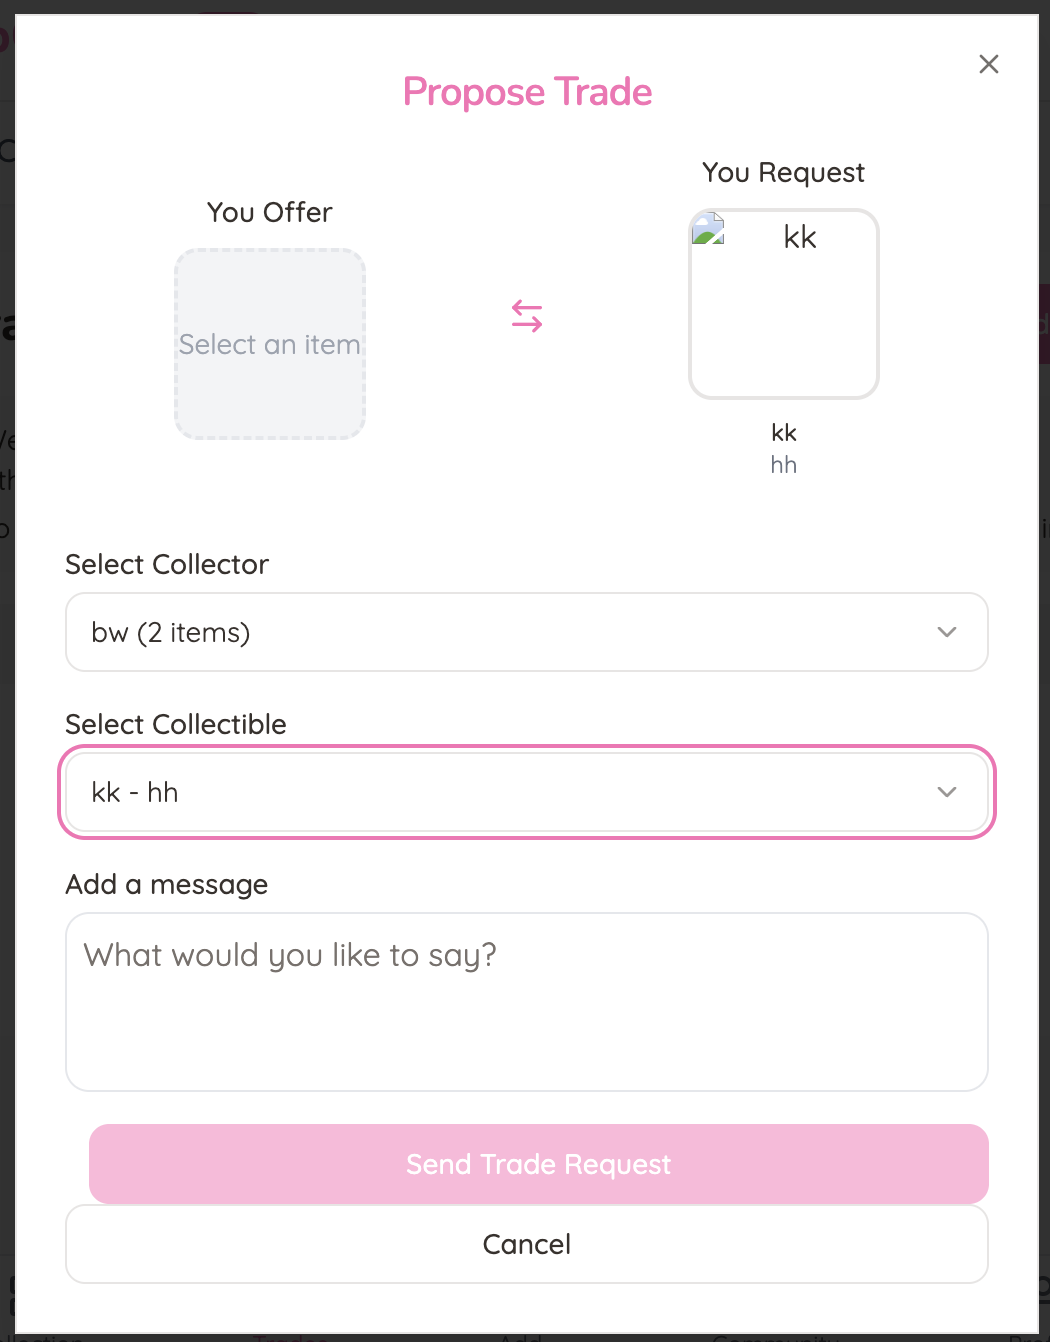 Propose Trade
You Offer
Select an item
You Request
kk
kk
hh
Select Collector
bw (2 items)
Select Collectible
kk - hh
Add a message
What would you like to say?
Send Trade Request
Cancel